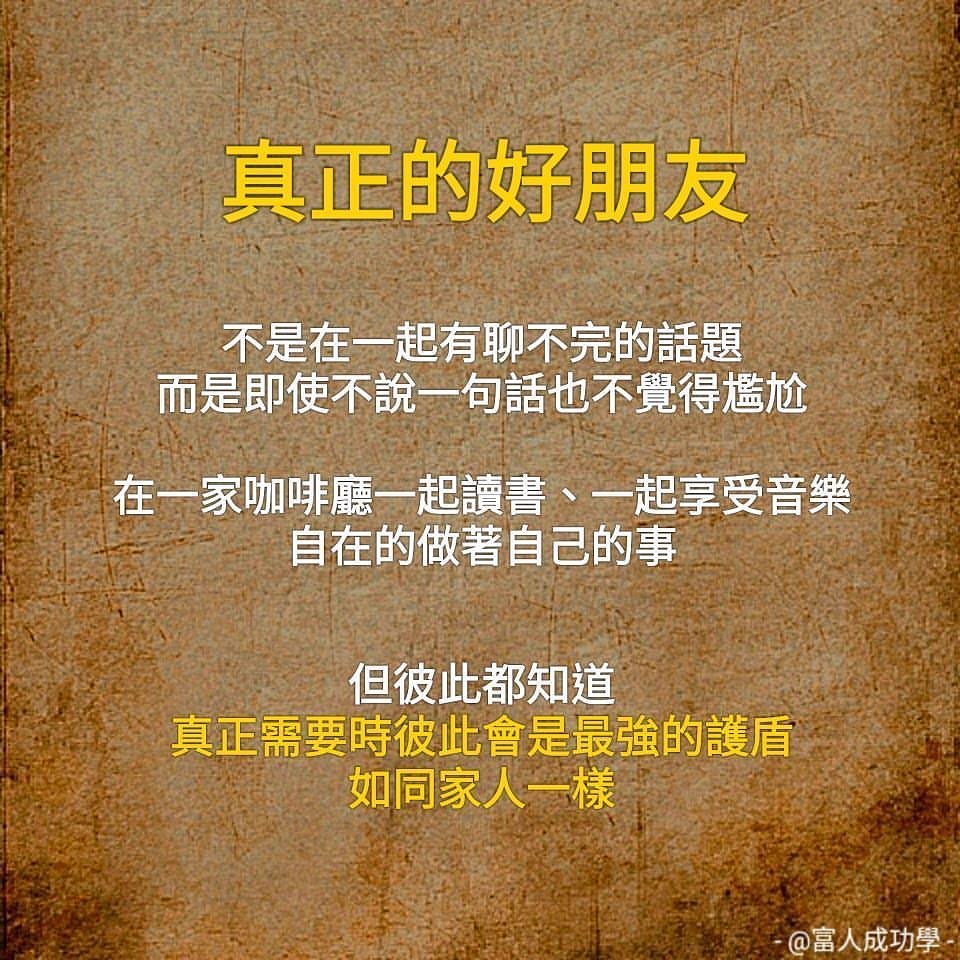 真正的好朋友
不是在一起有聊不完的話題
而是即使不說一句話也不覺得尷尬
在一家咖啡廳一起讀書、一起享受音樂
自在的做著自己的事
但彼此都知道
真正需要時彼此會是最強的護盾
如同家人一樣
- @富人成功學 -